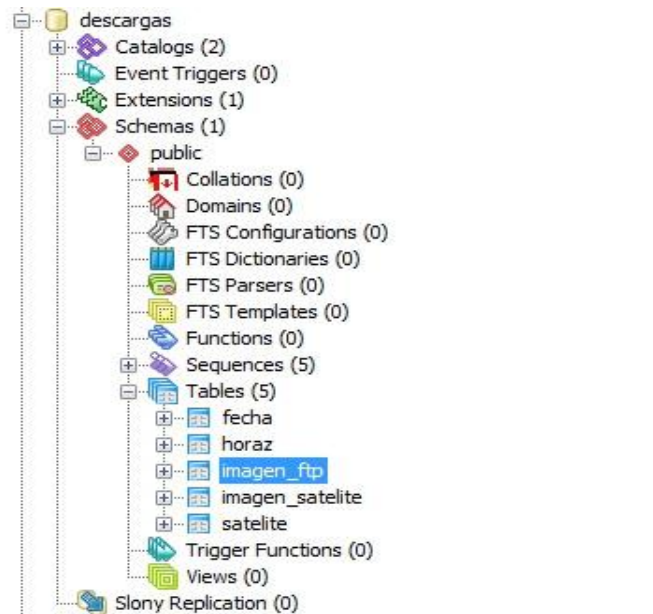 descargas
Catalogs (2)
Event Triggers (0)
Extensions (1)
Schemas (1)
public
Collations (0)
Domains (0)
FTS Configurations (0)
FTS Dictionaries (0)
FTS Parsers (0)
FTS Templates (0)
Functions (0)
Sequences (5)
Tables (5)
fecha
horaz
imagen_ftp
imagen_satelite
satelite
Trigger Functions (0)
Views (0)
Slony Replication (0)